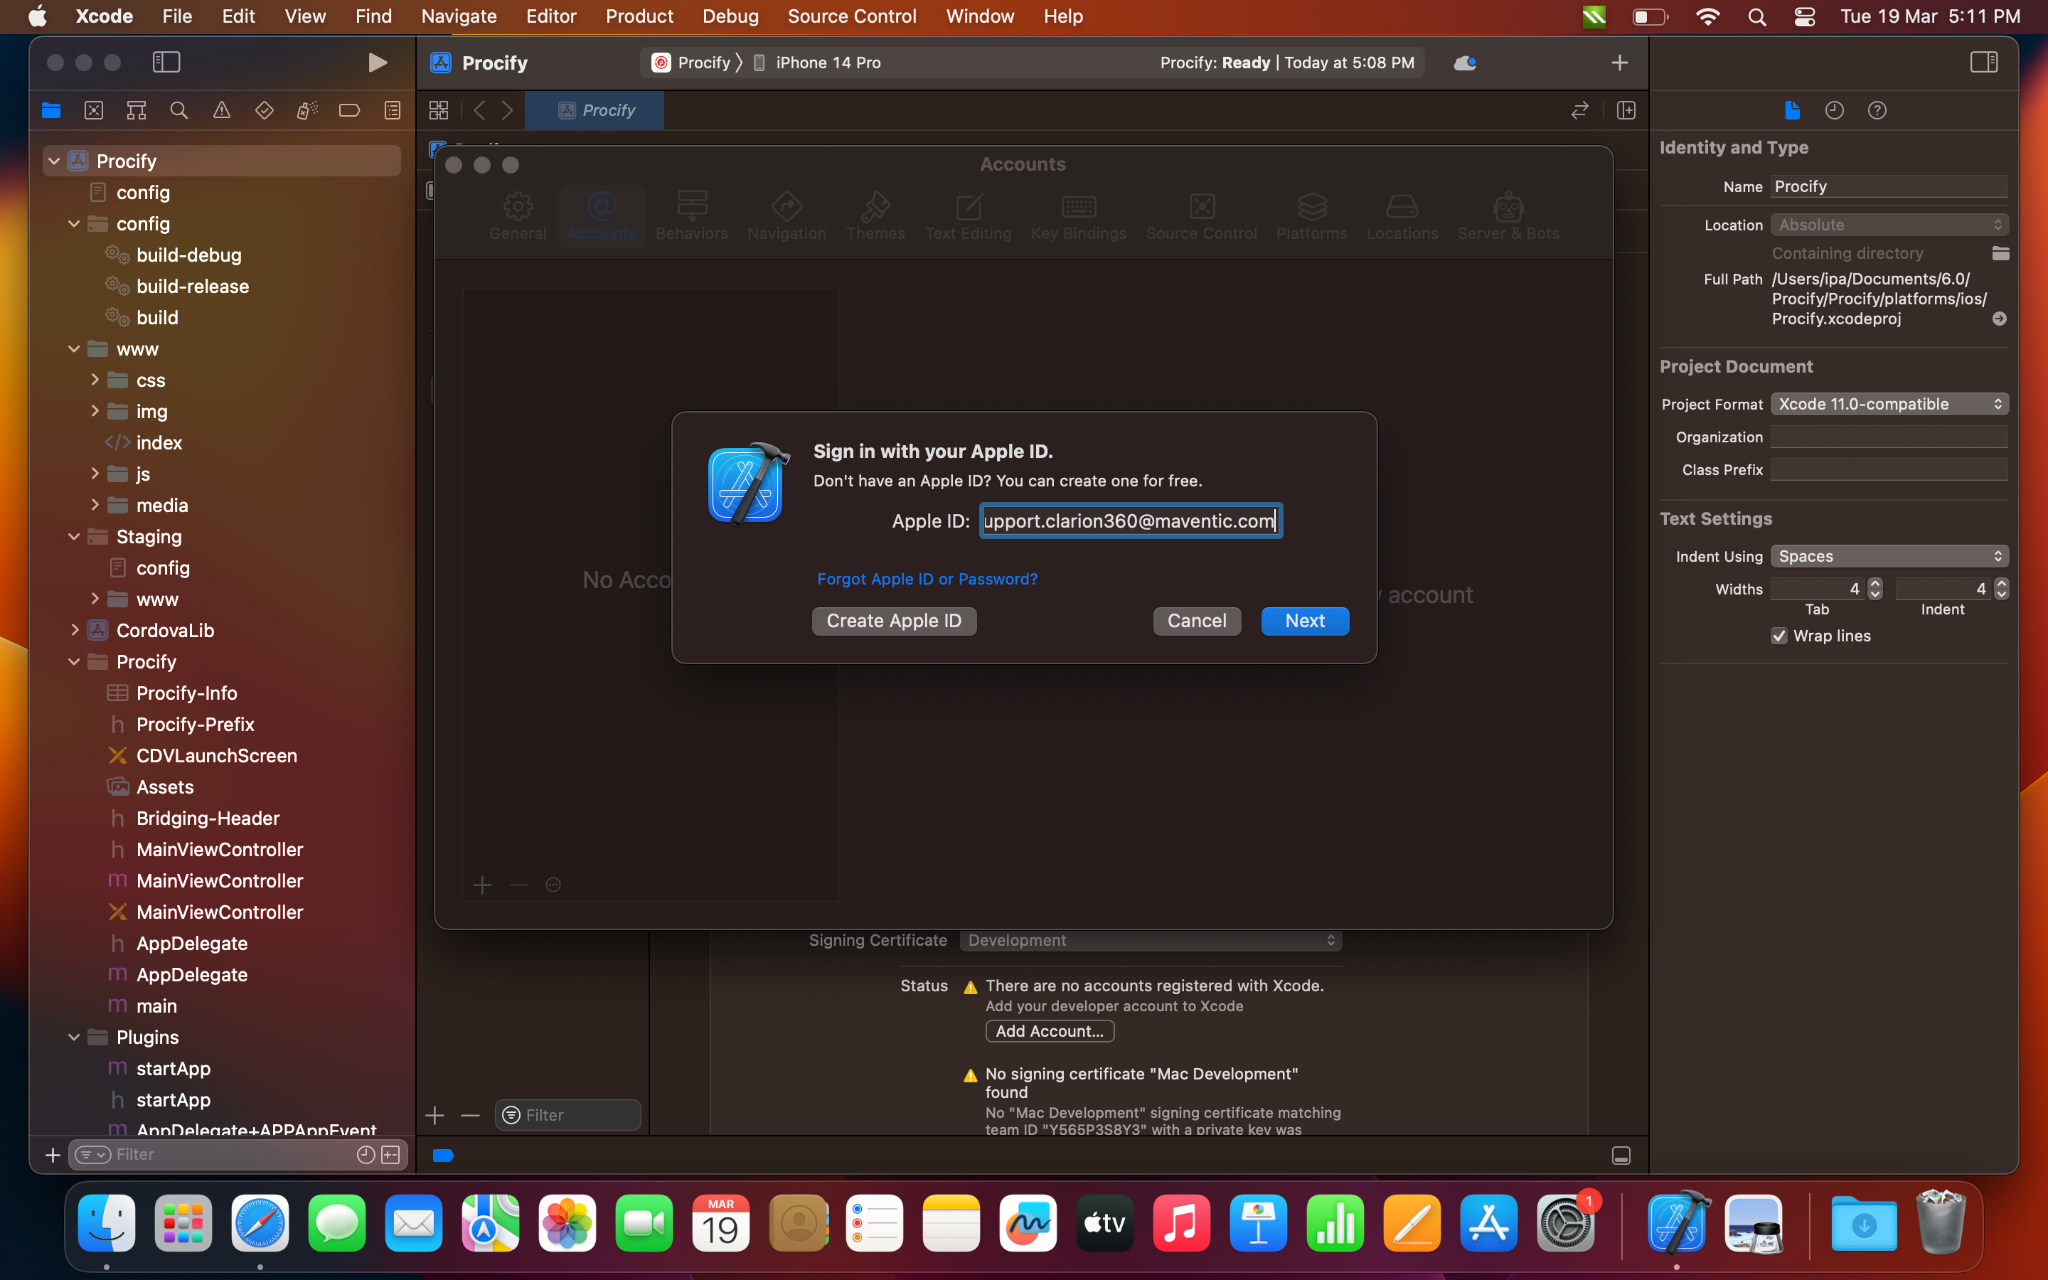 Xcode File Edit View Find Navigate Editor Product Debug Source Control Window Help Tue 19 Mar 5:11 PM
Procify Procify iPhone 14 Pro Procify: Ready | Today at 5:08 PM
Procify
Procify
config
config
build-debug
build-release
build
www
css
img
index
js
media
Staging
config
www
CordovaLib
Procify
Procify-Info
Procify-Prefix
CDVLaunchScreen
Assets
Bridging-Header
MainViewController
MainViewController
MainViewController
AppDelegate
AppDelegate
main
Plugins
startApp
startApp
AppDelegate+APPAppEvent
Filter
Accounts
General Accounts Behaviors Navigation Themes Text Editing Key Bindings Source Control Platforms Locations Server & Bots
No Acco
account
Sign in with your Apple ID.
Don't have an Apple ID? You can create one for free.
Apple ID: upport.clarion360@maventic.com
Forgot Apple ID or Password?
Create Apple ID Cancel Next
Signing Certificate Development
Status There are no accounts registered with Xcode.
Add your developer account to Xcode
Add Account...
No signing certificate "Mac Development"
found
No "Mac Development" signing certificate matching
team ID "Y565P3S8Y3" with a private key was
Filter
Identity and Type
Name Procify
Location Absolute
Containing directory
Full Path /Users/ipa/Documents/6.0/
Procify/Procify/platforms/ios/
Procify.xcodeproj
Project Document
Project Format Xcode 11.0-compatible
Organization
Class Prefix
Text Settings
Indent Using Spaces
Widths 4 4
Tab Indent
Wrap lines
MAR
19
tv
1